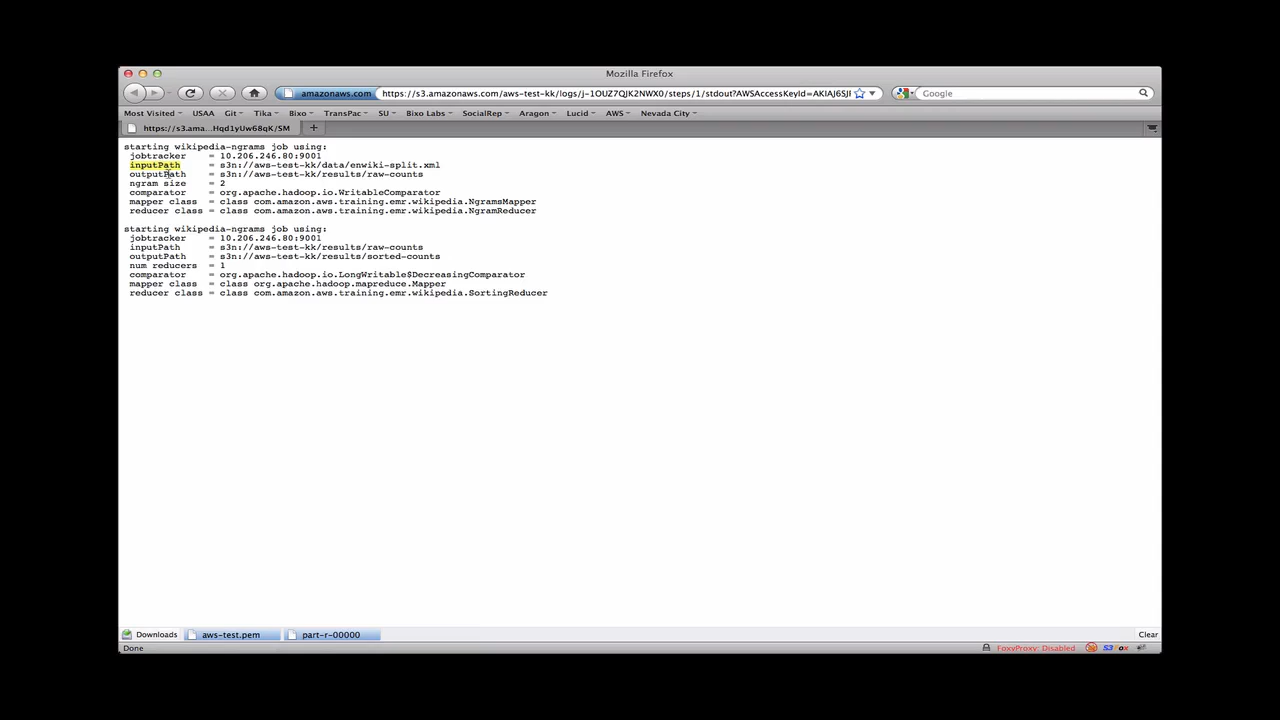 Mozilla Firefox
amazonaws.com https://s3.amazonaws.com/aws-test-kk/logs/j-1OUZ7QJK2NWX0/steps/1/stdout?AWSAccessKeyId=AKIAJ6SJI Google
Most Visited USAA Git Tika Bixo TransPac SU Bixo Labs SocialRep Aragon Lucid AWS Nevada City
https://s3.ama...Hqd1yUw68qK/SM
starting wikipedia-ngrams job using:
jobtracker = 10.206.246.80:9001
inputPath = s3n://aws-test-kk/data/enwiki-split.xml
outputPath = s3n://aws-test-kk/results/raw-counts
ngram size = 2
comparator = org.apache.hadoop.io.WritableComparator
mapper class = class com.amazon.aws.training.emr.wikipedia.NgramsMapper
reducer class = class com.amazon.aws.training.emr.wikipedia.NgramReducer
starting wikipedia-ngrams job using:
jobtracker = 10.206.246.80:9001
inputPath = s3n://aws-test-kk/results/raw-counts
outputPath = s3n://aws-test-kk/results/sorted-counts
num reducers = 1
comparator = org.apache.hadoop.io.LongWritable$DecreasingComparator
mapper class = class org.apache.hadoop.mapreduce.Mapper
reducer class = class com.amazon.aws.training.emr.wikipedia.SortingReducer
Downloads aws-test.pem part-r-00000 Clear
Done FoxyProxy: Disabled S3Fox